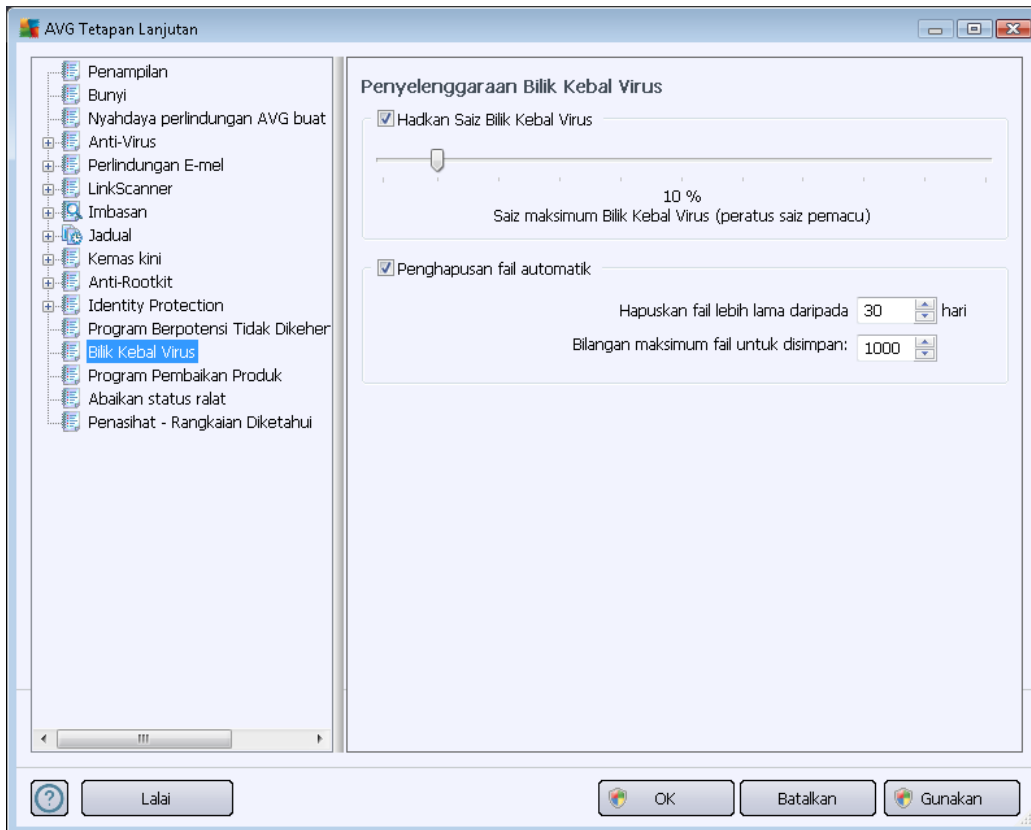 AVG Tetapan Lanjutan
Penampilan
Bunyi
Nyahdaya perlindungan AVG buat
Anti-Virus
Perlindungan E-mel
LinkScanner
Imbasan
Jadual
Kemas kini
Anti-Rootkit
Identity Protection
Program Berpotensi Tidak Dikeher
Bilik Kebal Virus
Program Pembaikan Produk
Abaikan status ralat
Penasihat - Rangkaian Diketahui
Penyelenggaraan Bilik Kebal Virus
Hadkan Saiz Bilik Kebal Virus
10 %
Saiz maksimum Bilik Kebal Virus (peratus saiz pemacu)
Penghapusan fail automatik
Hapuskan fail lebih lama daripada 30 hari
Bilangan maksimum fail untuk disimpan: 1000
Lalai
OK
Batalkan
Gunakan